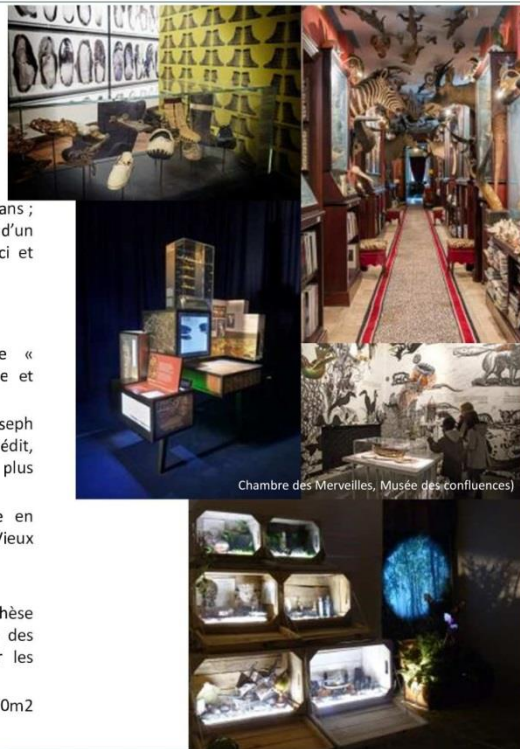 ans ;
d’un
ci et
e «
e et
seph
édit,
plus
Chambre des Merveilles, Musée des confluences)
e en
Vieux
hèse
des
r les
0m2